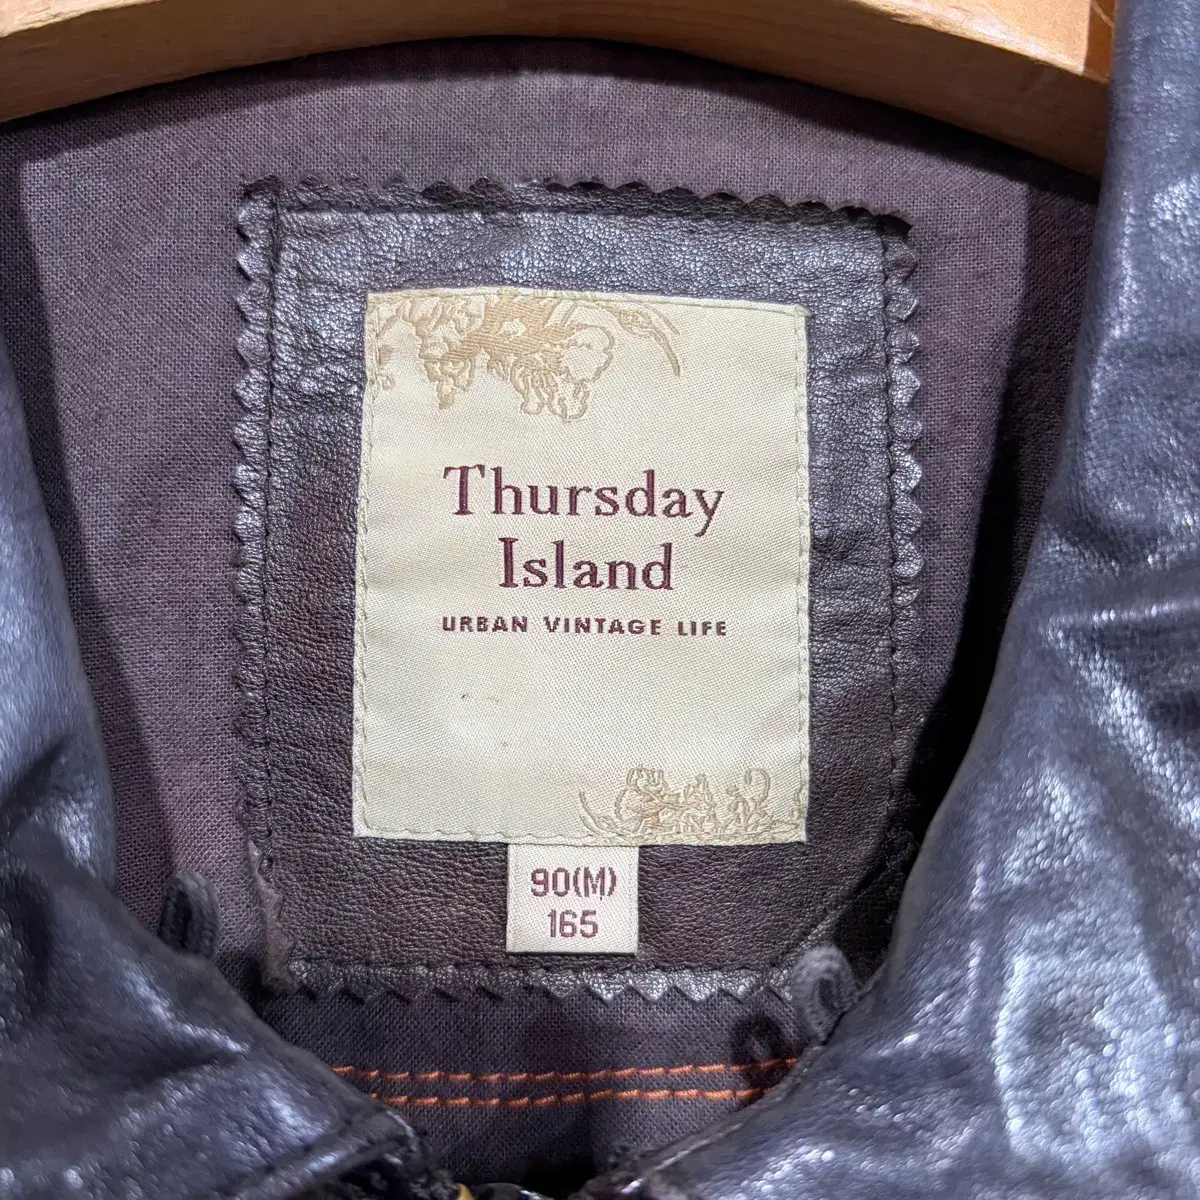 Thursday
Island
URBAN VINTAGE LIFE
90(M)
165